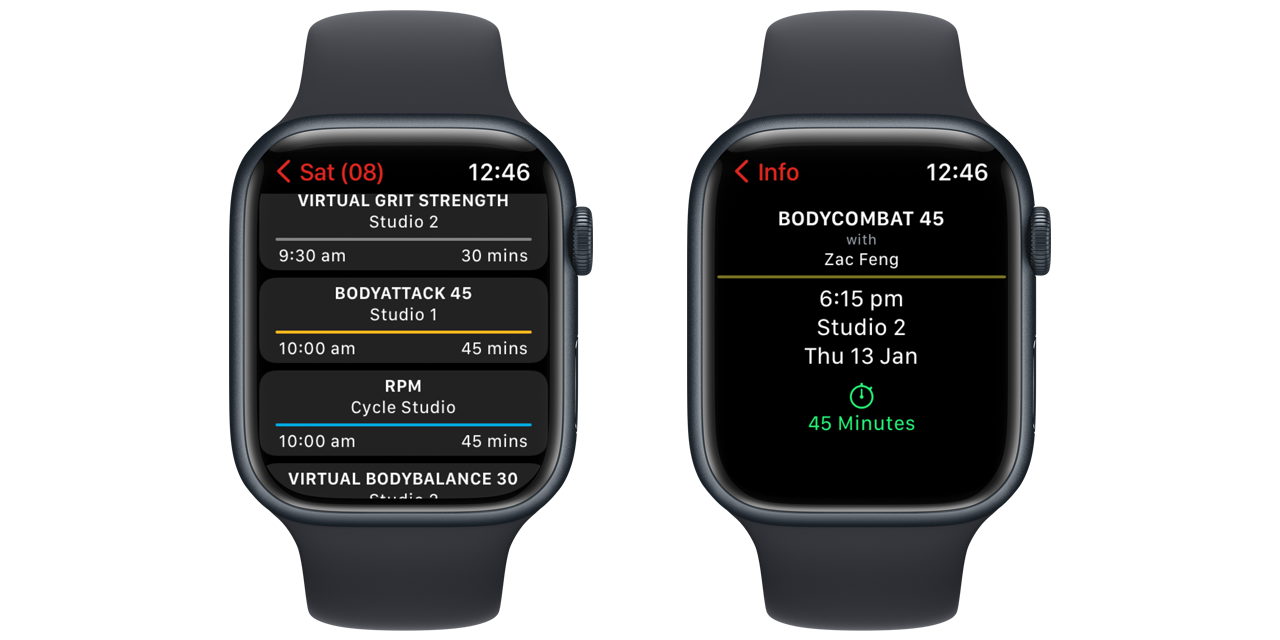 Sat (08) 12:46
VIRTUAL GRIT STRENGTH
Studio 2
9:30 am 30 mins
BODYATTACK 45
Studio 1
10:00 am 45 mins
RPM
Cycle Studio
10:00 am 45 mins
VIRTUAL BODYBALANCE 30
Info 12:46
BODYCOMBAT 45
with
Zac Feng
6:15 pm
Studio 2
Thu 13 Jan
45 Minutes